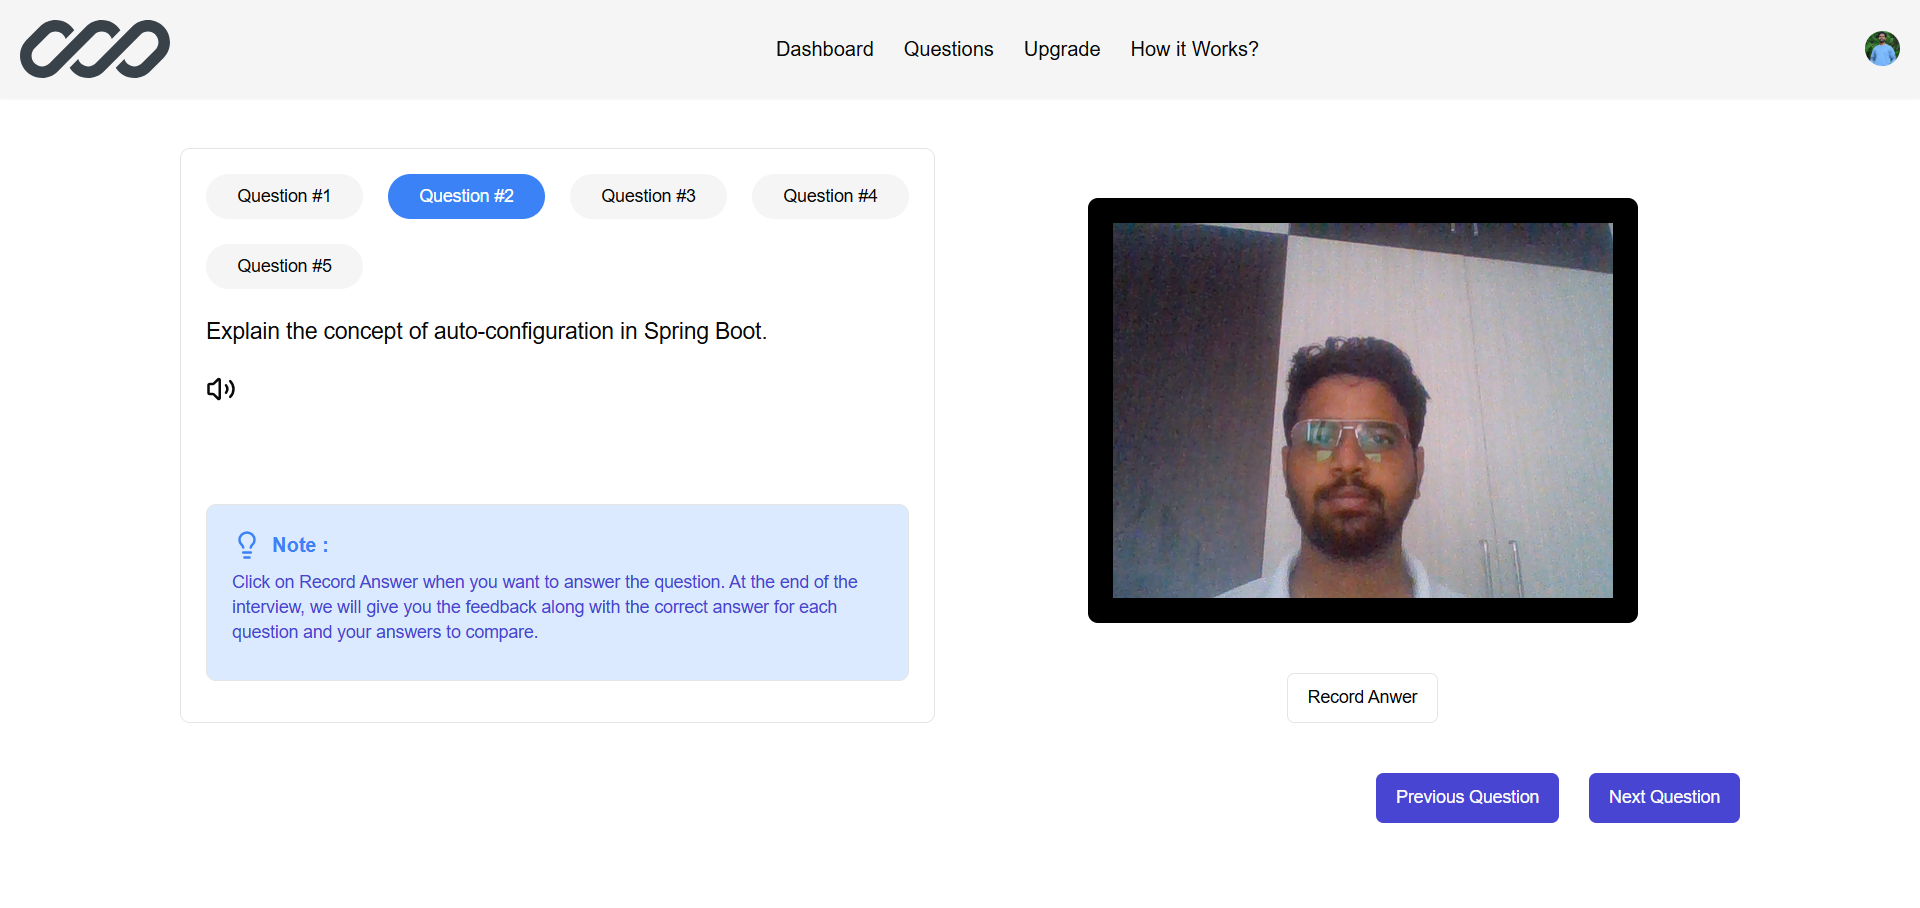 Dashboard Questions Upgrade How it Works?
Question #1 Question #2 Question #3 Question #4
Question #5
Explain the concept of auto-configuration in Spring Boot.
Note :
Click on Record Answer when you want to answer the question. At the end of the
interview, we will give you the feedback along with the correct answer for each
question and your answers to compare.
Record Anwer
Previous Question Next Question